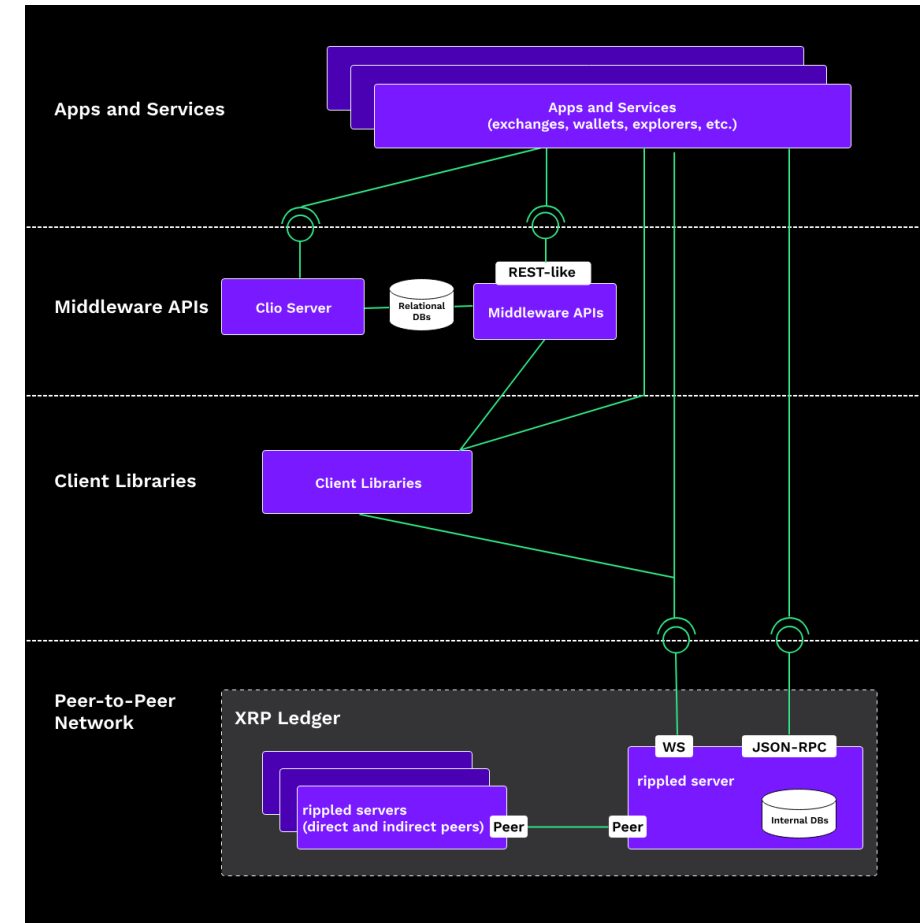 Apps and Services
Apps and Services
(exchanges, wallets, explorers, etc.)
Middleware APIs
Clio Server
Relational
DBs
REST-like
Middleware APIs
Client Libraries
Client Libraries
Peer-to-Peer
Network
XRP Ledger
WS
JSON-RPC
rippled server
Internal DBs
rippled servers
(direct and indirect peers)
Peer
Peer